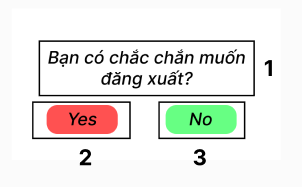 Bạn có chắc chắn muốn
đăng xuất?
1
Yes
No
2
3